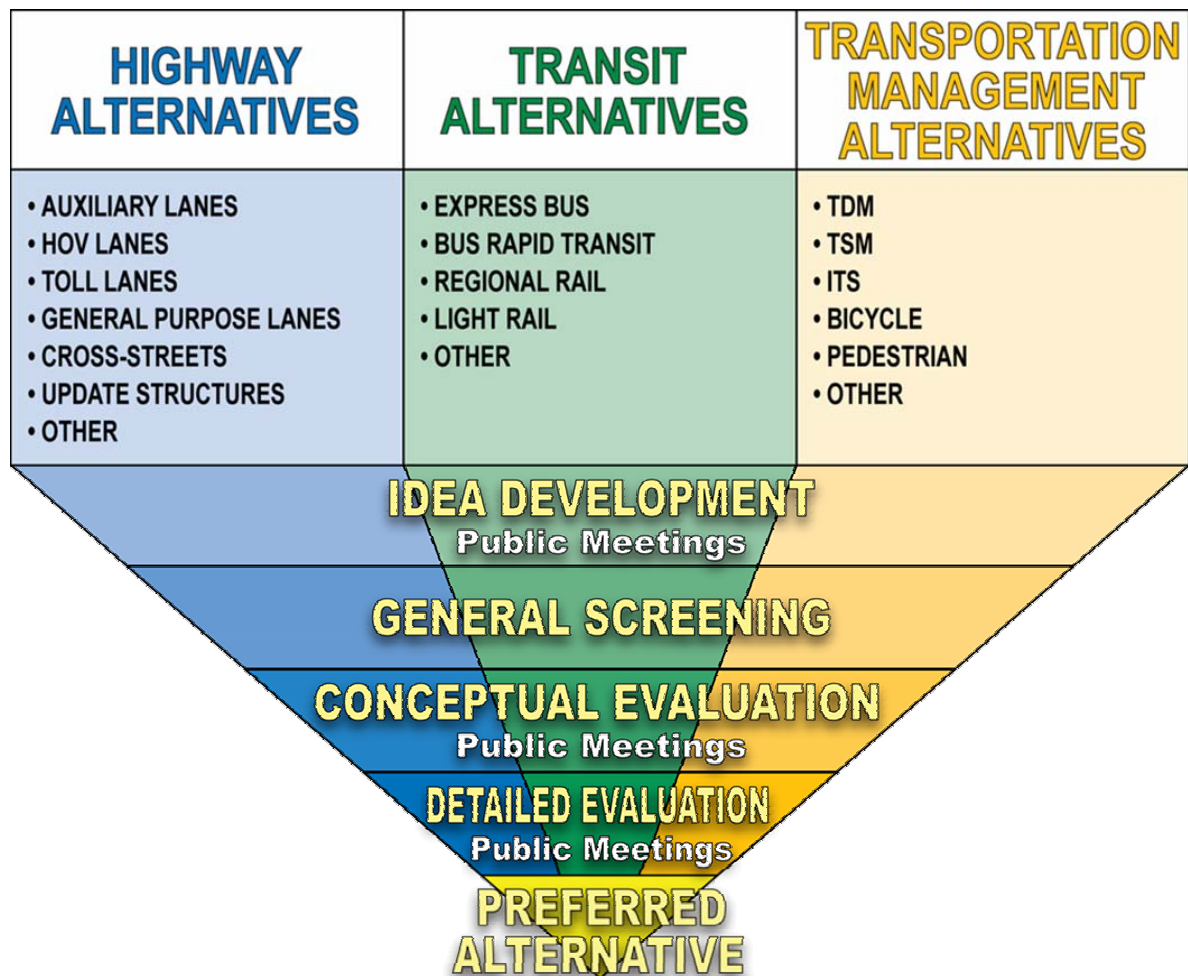 HIGHWAY
ALTERNATIVES
TRANSIT
ALTERNATIVES
TRANSPORTATION
MANAGEMENT
ALTERNATIVES
• AUXILIARY LANES
• HOV LANES
• TOLL LANES
• GENERAL PURPOSE LANES
• CROSS-STREETS
• UPDATE STRUCTURES
• OTHER
• EXPRESS BUS
• BUS RAPID TRANSIT
• REGIONAL RAIL
• LIGHT RAIL
• OTHER
• TDM
• TSM
• ITS
• BICYCLE
• PEDESTRIAN
• OTHER
IDEA DEVELOPMENT
Public Meetings
GENERAL SCREENING
CONCEPTUAL EVALUATION
Public Meetings
DETAILED EVALUATION
Public Meetings
PREFERRED
ALTERNATIVE